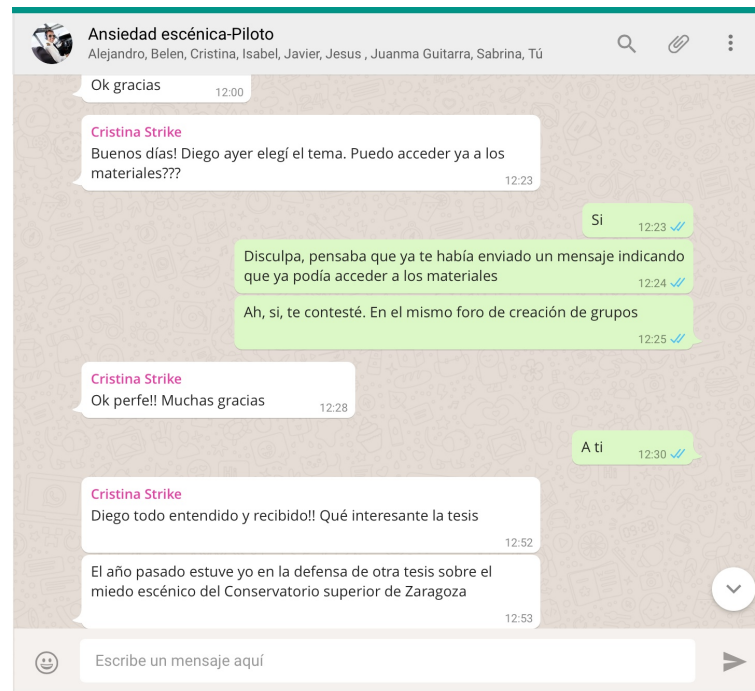 Ansiedad escénica-Piloto
Alejandro, Belen, Cristina, Isabel, Javier, Jesus , Juanma Guitarra, Sabrina, Tú
Ok gracias
12:00
Cristina Strike
Buenos días! Diego ayer elegí el tema. Puedo acceder ya a los
materiales???
12:23
Si
12:23
Disculpa, pensaba que ya te había enviado un mensaje indicando
que ya podía acceder a los materiales
12:24
Ah, si, te contesté. En el mismo foro de creación de grupos
12:25
Cristina Strike
Ok perfe!! Muchas gracias
12:28
A ti
12:30
Cristina Strike
Diego todo entendido y recibido!! Qué interesante la tesis
12:52
El año pasado estuve yo en la defensa de otra tesis sobre el
miedo escénico del Conservatorio superior de Zaragoza
12:53
Escribe un mensaje aquí